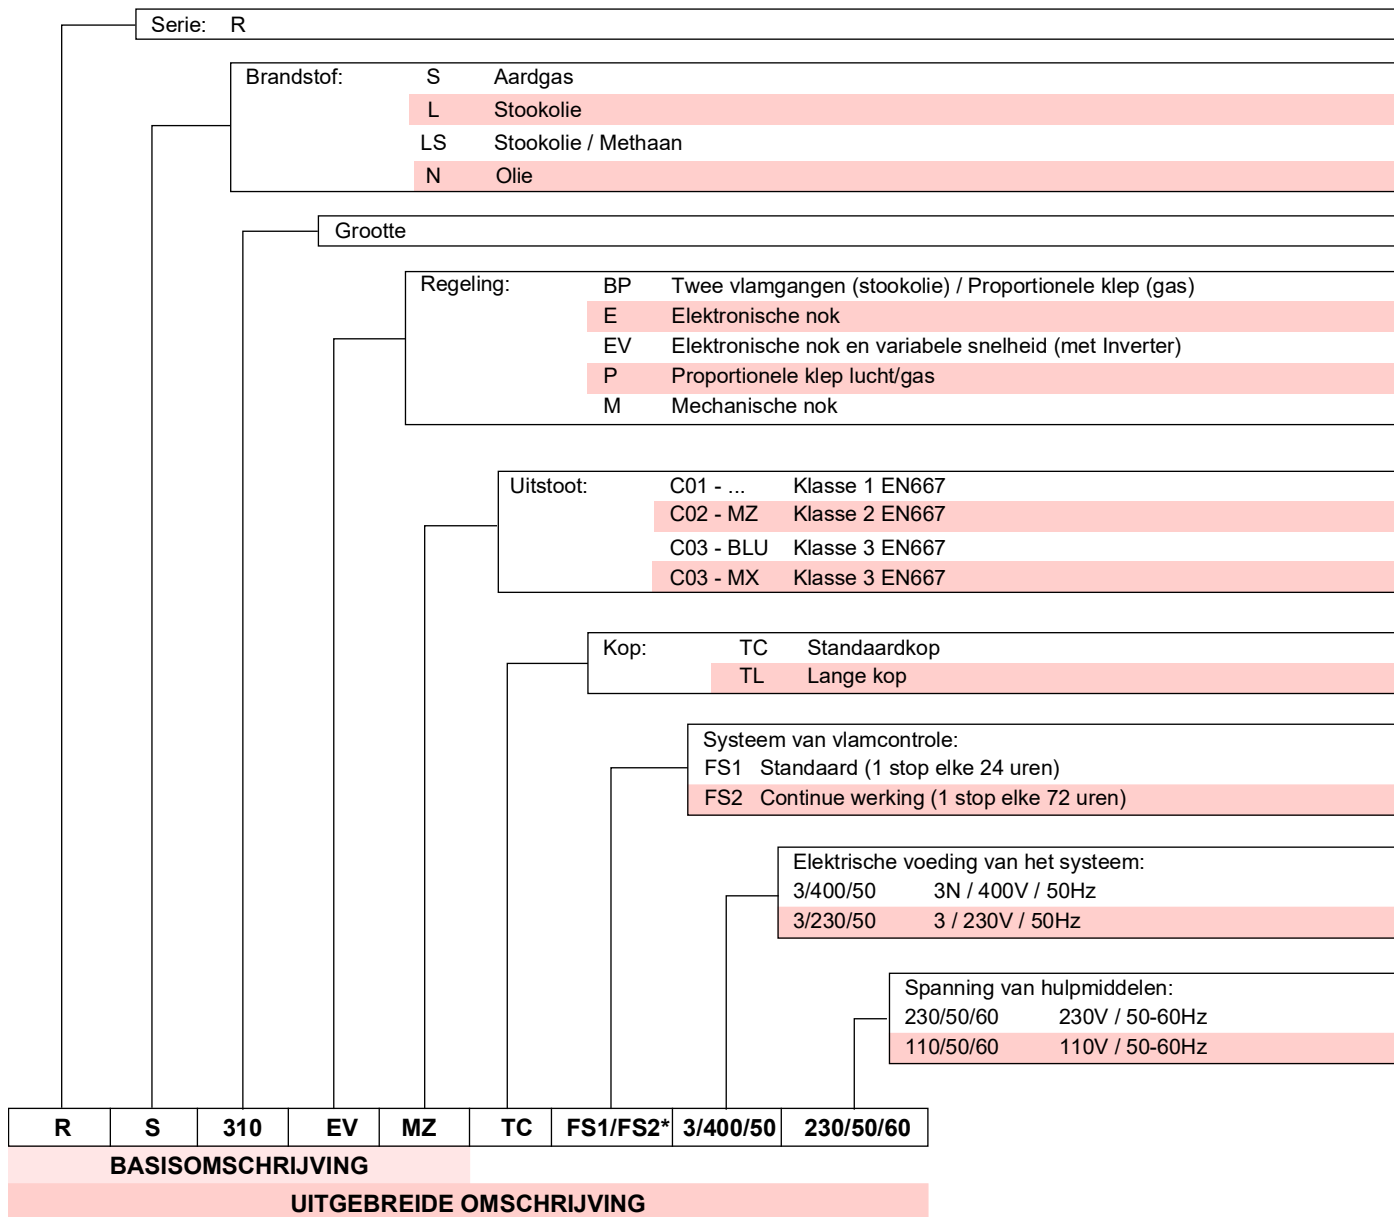 Serie: R
Brandstof: S Aardgas
L Stookolie
LS Stookolie / Methaan
N Olie
Grootte
Regeling: BP Twee vlamgangen (stookolie) / Proportionele klep (gas)
E Elektronische nok
EV Elektronische nok en variabele snelheid (met Inverter)
P Proportionele klep lucht/gas
M Mechanische nok
Uitstoot: C01 - ... Klasse 1 EN667
C02 - MZ Klasse 2 EN667
C03 - BLU Klasse 3 EN667
C03 - MX Klasse 3 EN667
Kop: TC Standaardkop
TL Lange kop
Systeem van vlamcontrole:
FS1 Standaard (1 stop elke 24 uren)
FS2 Continue werking (1 stop elke 72 uren)
Elektrische voeding van het systeem:
3/400/50 3N / 400V / 50Hz
3/230/50 3 / 230V / 50Hz
Spanning van hulpmiddelen:
230/50/60 230V / 50-60Hz
110/50/60 110V / 50-60Hz
R S 310 EV MZ TC FS1/FS2* 3/400/50 230/50/60
BASISOMSCHRIJVING
UITGEBREIDE OMSCHRIJVING